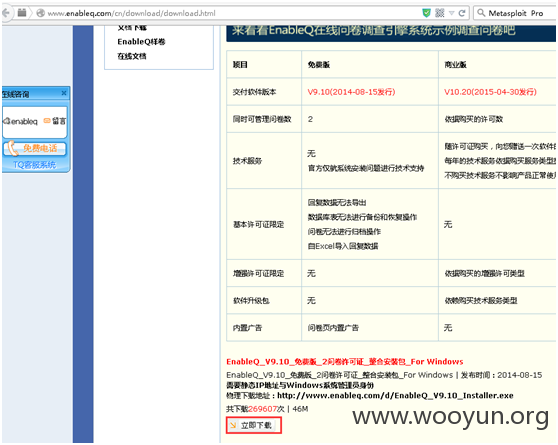 www.enableq.com/cn/download/download.html
Metasploit Pro
文档下载
EnableQ样卷
在线文档
来看看EnableQ在线问卷调查引擎系统示例调查问卷吧
在线咨询
enableq 留言
免费电话
TQ客服系统
项目 免费版 商业版
交付软件版本 V9.10(2014-08-15发行) V10.20(2015-04-30发行)
同时可管理问卷数 2 依据购买的许可数
技术服务
无
官方仅就系统安装问题进行技术支持
随许可证购买，向您赠送一次软件的
每年的技术服务依据购买服务类型
不购买技术服务不影响产品正常使用
基本许可证限定
回复数据无法导出
数据库表无法进行备份和恢复操作
问卷无法进行归档操作
自Excel导入回复数据
无
增强许可证限定 无 依据购买的增强许可类型
软件升级包 无 依赖购买技术服务类型
内置广告 问卷页内置广告 无
EnableQ_V9.10_免费版_2问卷许可证_整合安装包_For Windows
EnableQ_V9.10_免费版_2问卷许可证_整合安装包_For Windows | 发布时间：2014-08-15
需要静态IP地址与Windows系统管理员身份
物理下载地址：http://www.enableq.com/d/EnableQ_V9.10_Installer.exe
共下载269607次 | 46M
立即下载
www.wooyun.org